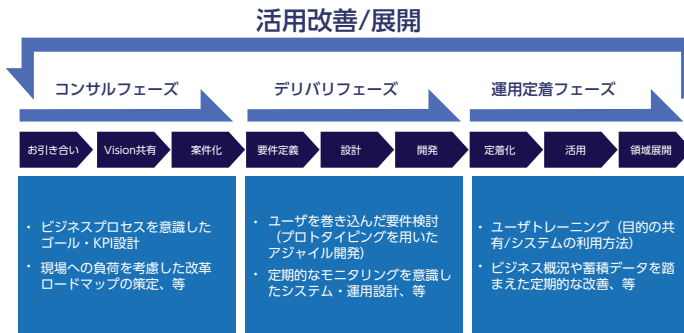 活用改善/展開
コンサルフェーズ
デリバリフェーズ
運用定着フェーズ
お引き合い
Vision共有
案件化
要件定義
設計
開発
定着化
活用
領域展開
・ ビジネスプロセスを意識した
ゴール・KPI設計
・ 現場への負荷を考慮した改革
ロードマップの策定、等
・ ユーザを巻き込んだ要件検討
（プロトタイピングを用いた
アジャイル開発）
・ 定期的なモニタリングを意識し
たシステム・運用設計、等
・ ユーザトレーニング（目的の共
有/システムの利用方法）
・ ビジネス概況や蓄積データを踏
まえた定期的な改善、等